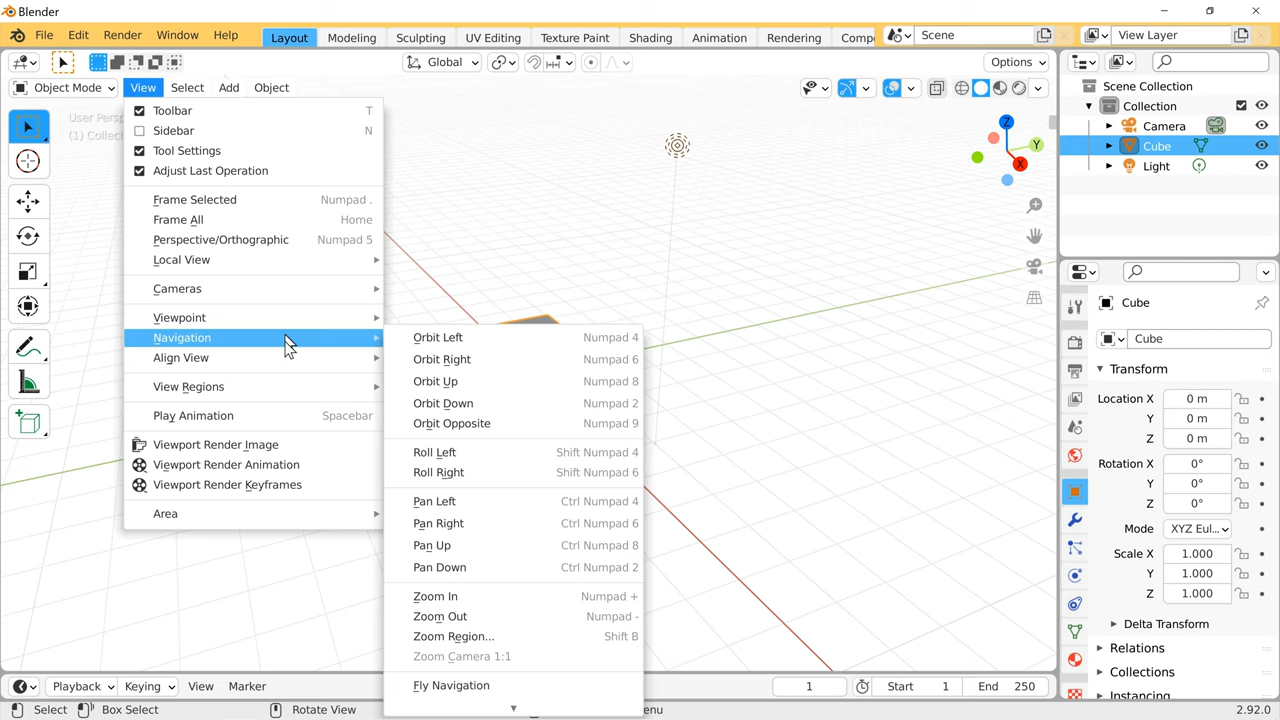 Blender
File Edit Render Window Help Layout Modeling Sculpting UV Editing Texture Paint Shading Animation Rendering Comp Scene View Layer
Global Options
Object Mode View Select Add Object
User Persp
(1) Collect
Toolbar T
Sidebar N
Tool Settings
Adjust Last Operation
Frame Selected Numpad .
Frame All Home
Perspective/Orthographic Numpad 5
Local View
Cameras
Viewpoint
Navigation
Align View
View Regions
Play Animation Spacebar
Viewport Render Image
Viewport Render Animation
Viewport Render Keyframes
Area
Orbit Left Numpad 4
Orbit Right Numpad 6
Orbit Up Numpad 8
Orbit Down Numpad 2
Orbit Opposite Numpad 9
Roll Left Shift Numpad 4
Roll Right Shift Numpad 6
Pan Left Ctrl Numpad 4
Pan Right Ctrl Numpad 6
Pan Up Ctrl Numpad 8
Pan Down Ctrl Numpad 2
Zoom In Numpad +
Zoom Out Numpad -
Zoom Region... Shift B
Zoom Camera 1:1
Fly Navigation
Z
Y
X
Scene Collection
Collection
Camera
Cube
Light
Cube
Cube
Transform
Location X 0 m
Y 0 m
Z 0 m
Rotation X 0°
Y 0°
Z 0°
Mode XYZ Eul...
Scale X 1.000
Y 1.000
Z 1.000
Delta Transform
Relations
Collections
Instancing
Playback Keying View Marker 1 Start 1 End 250
Select Box Select Rotate View enu 2.92.0